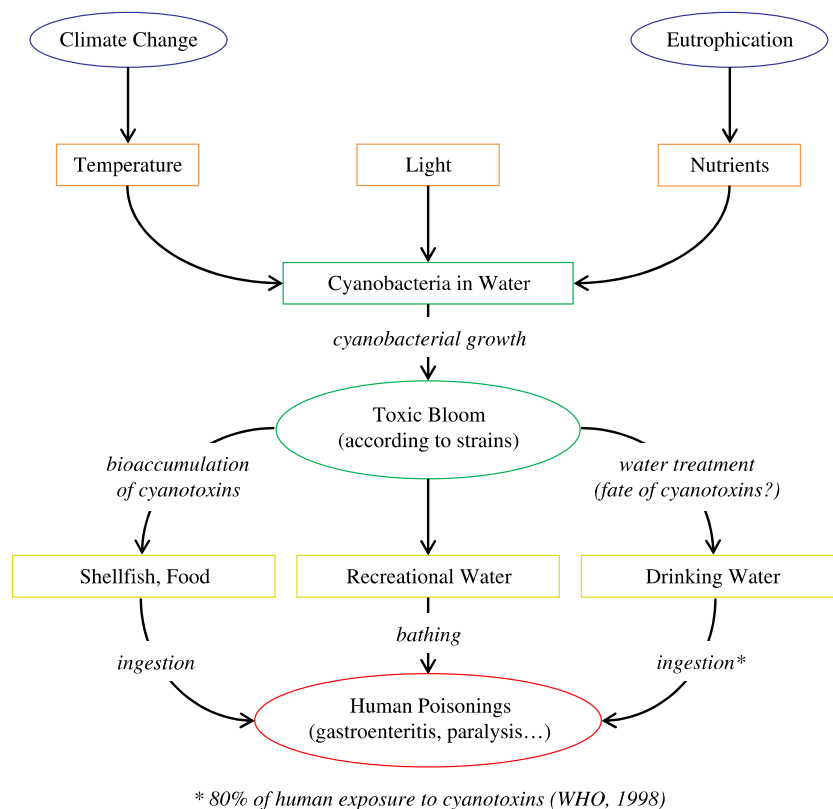 Climate Change
Eutrophication
Temperature
Light
Nutrients
Cyanobacteria in Water
cyanobacterial growth
Toxic Bloom
(according to strains)
bioaccumulation
of cyanotoxins
water treatment
(fate of cyanotoxins?)
Shellfish, Food
Recreational Water
Drinking Water
ingestion
bathing
ingestion*
Human Poisonings
(gastroenteritis, paralysis…)
* 80% of human exposure to cyanotoxins (WHO, 1998)